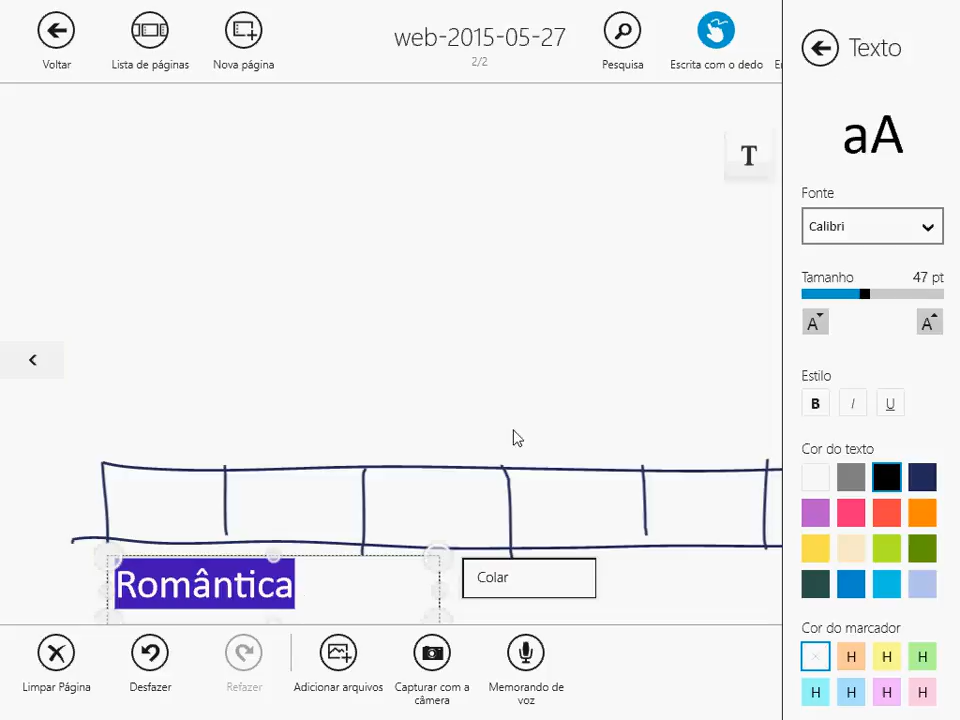 Voltar
Lista de páginas
Nova página
web-2015-05-27
2/2
Pesquisa
Escrita com o dedo
Texto
aA
T
Fonte
Calibri
Tamanho 47 pt
A A
Estilo
B I U
Cor do texto
Romântica
Colar
Cor do marcador
H H H
H H H H
Limpar Página
Desfazer
Refazer
Adicionar arquivos
Capturar com a
câmera
Memorando de
voz